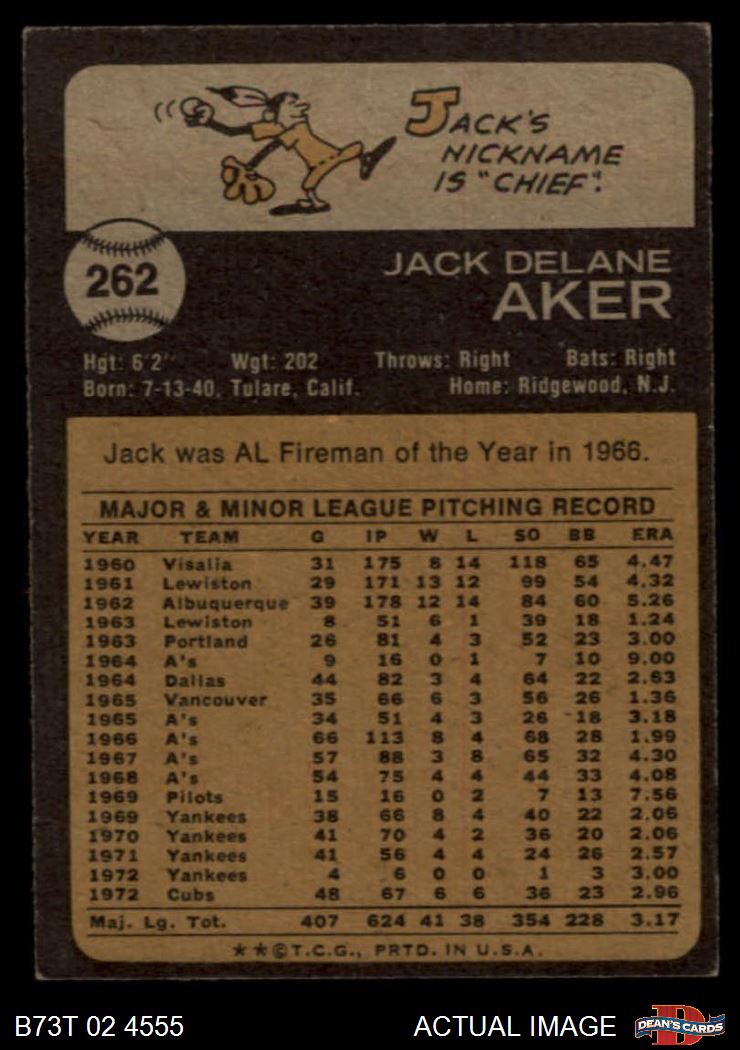 JACK'S
NICKNAME
IS "CHIEF".
262
JACK DELANE
AKER
Hgt: 6'2" Wgt: 202 Throws: Right Bats: Right
Born: 7-13-40, Tulare, Calif. Home: Ridgewood, N.J.
Jack was AL Fireman of the Year in 1966.
MAJOR & MINOR LEAGUE PITCHING RECORD
YEAR TEAM G IP W L SO BB ERA
1960 Visalia 31 175 8 14 118 65 4.47
1961 Lewiston 29 171 13 12 99 54 4.32
1962 Albuquerque 39 178 12 14 84 60 5.26
1963 Lewiston 8 51 6 1 39 18 1.24
1963 Portland 26 81 4 3 52 23 3.00
1964 A's 9 16 0 1 7 10 9.00
1964 Dallas 44 82 3 4 64 22 2.63
1965 Vancouver 35 66 6 3 56 26 1.36
1965 A's 34 51 4 3 26 18 3.18
1966 A's 66 113 8 4 68 28 1.99
1967 A's 57 88 3 8 65 32 4.30
1968 A's 54 75 4 4 44 33 4.08
1969 Pilots 15 16 0 2 7 13 7.56
1969 Yankees 38 66 8 4 40 22 2.06
1970 Yankees 41 70 4 2 36 20 2.06
1971 Yankees 41 56 4 4 24 26 2.57
1972 Yankees 4 6 0 0 1 3 3.00
1972 Cubs 48 67 6 6 36 23 2.96
Maj. Lg. Tot. 407 624 41 38 354 228 3.17
**©T.C.G., PRTD. IN U.S.A.
B73T 02 4555 ACTUAL IMAGE D DEAN'S CARDS